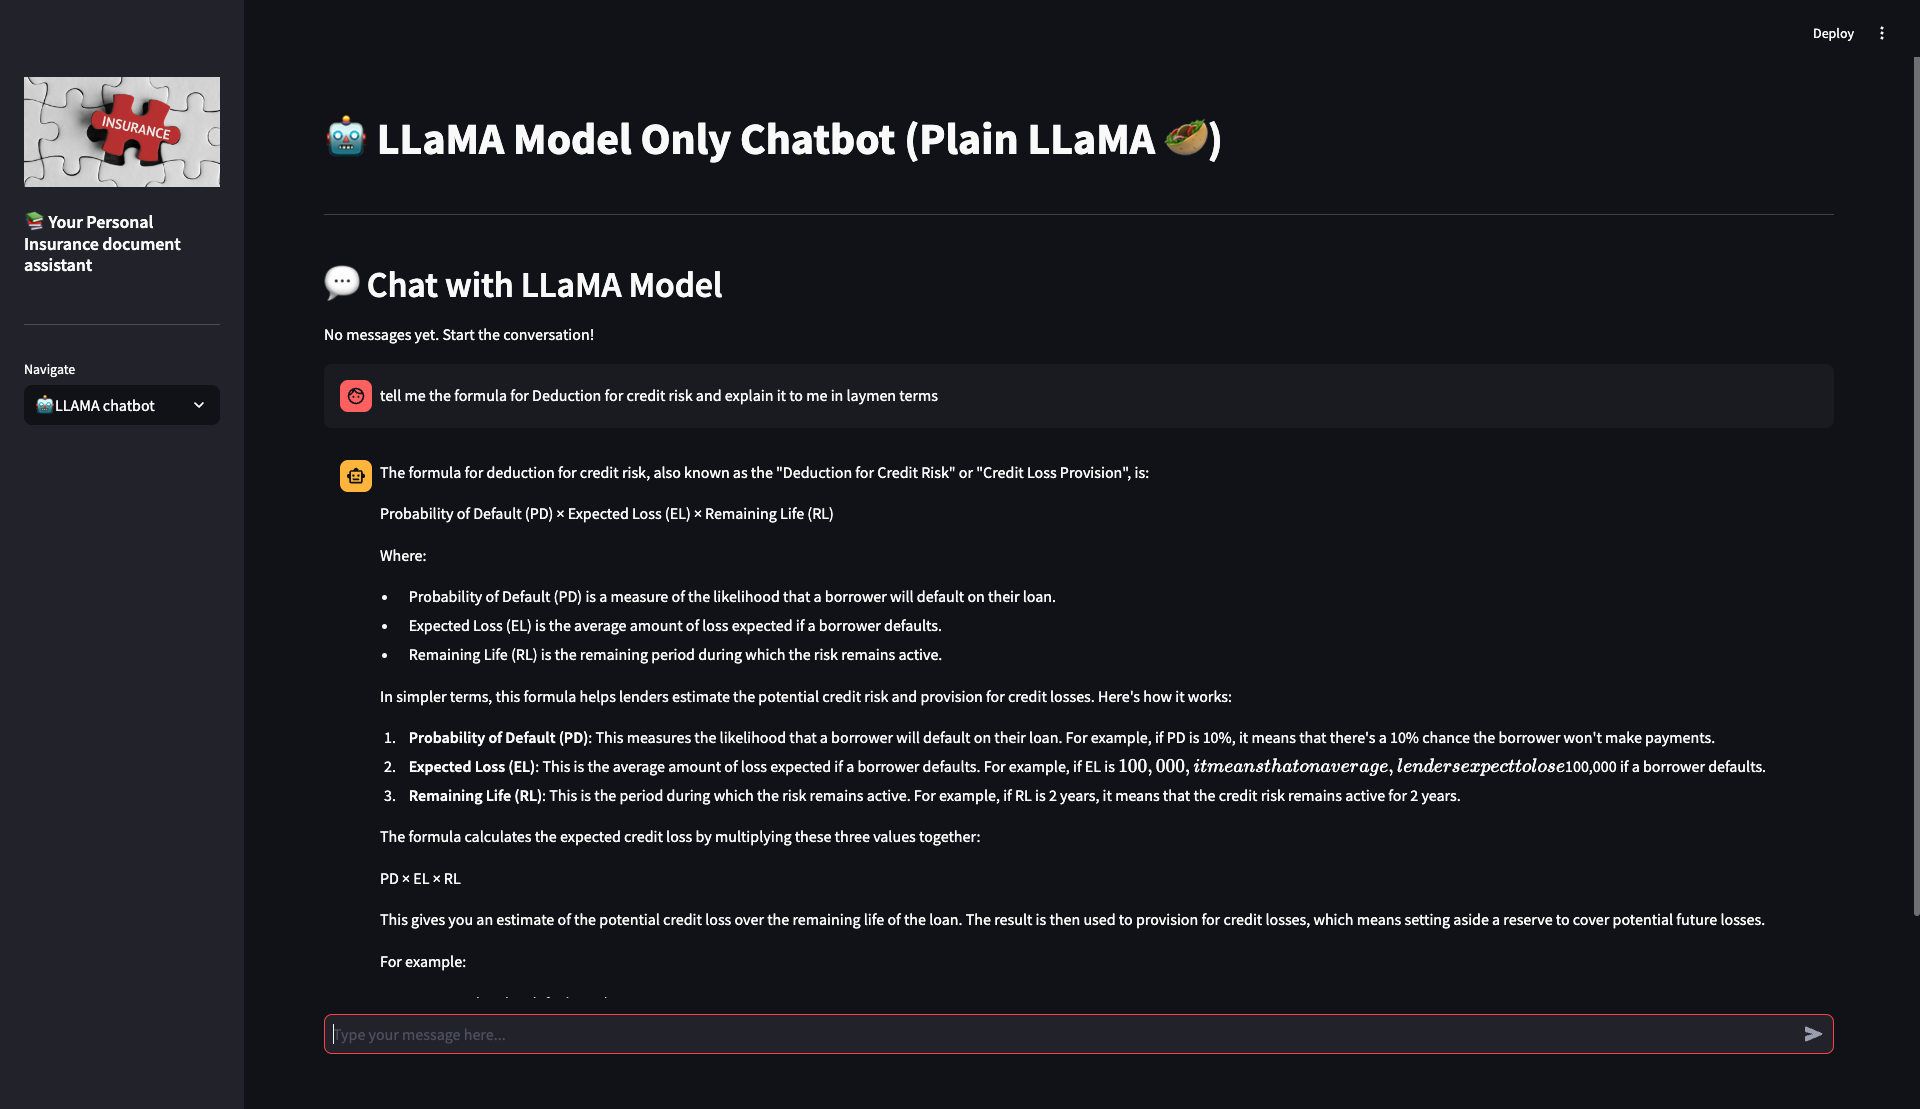 Deploy
INSURANCE
📚 Your Personal
Insurance document
assistant
Navigate
🤖LLAMA chatbot
🤖 LLaMA Model Only Chatbot (Plain LLaMA 🥙)
💬 Chat with LLaMA Model
No messages yet. Start the conversation!
tell me the formula for Deduction for credit risk and explain it to me in laymen terms
The formula for deduction for credit risk, also known as the "Deduction for Credit Risk" or "Credit Loss Provision", is:
Probability of Default (PD) × Expected Loss (EL) × Remaining Life (RL)
Where:
• Probability of Default (PD) is a measure of the likelihood that a borrower will default on their loan.
• Expected Loss (EL) is the average amount of loss expected if a borrower defaults.
• Remaining Life (RL) is the remaining period during which the risk remains active.
In simpler terms, this formula helps lenders estimate the potential credit risk and provision for credit losses. Here's how it works:
1. Probability of Default (PD): This measures the likelihood that a borrower will default on their loan. For example, if PD is 10%, it means that there's a 10% chance the borrower won't make payments.
2. Expected Loss (EL): This is the average amount of loss expected if a borrower defaults. For example, if EL is 100,000,itmeansthatonaverage,lendersexpecttolose100,000 if a borrower defaults.
3. Remaining Life (RL): This is the period during which the risk remains active. For example, if RL is 2 years, it means that the credit risk remains active for 2 years.
The formula calculates the expected credit loss by multiplying these three values together:
PD × EL × RL
This gives you an estimate of the potential credit loss over the remaining life of the loan. The result is then used to provision for credit losses, which means setting aside a reserve to cover potential future losses.
For example:
Type your message here...